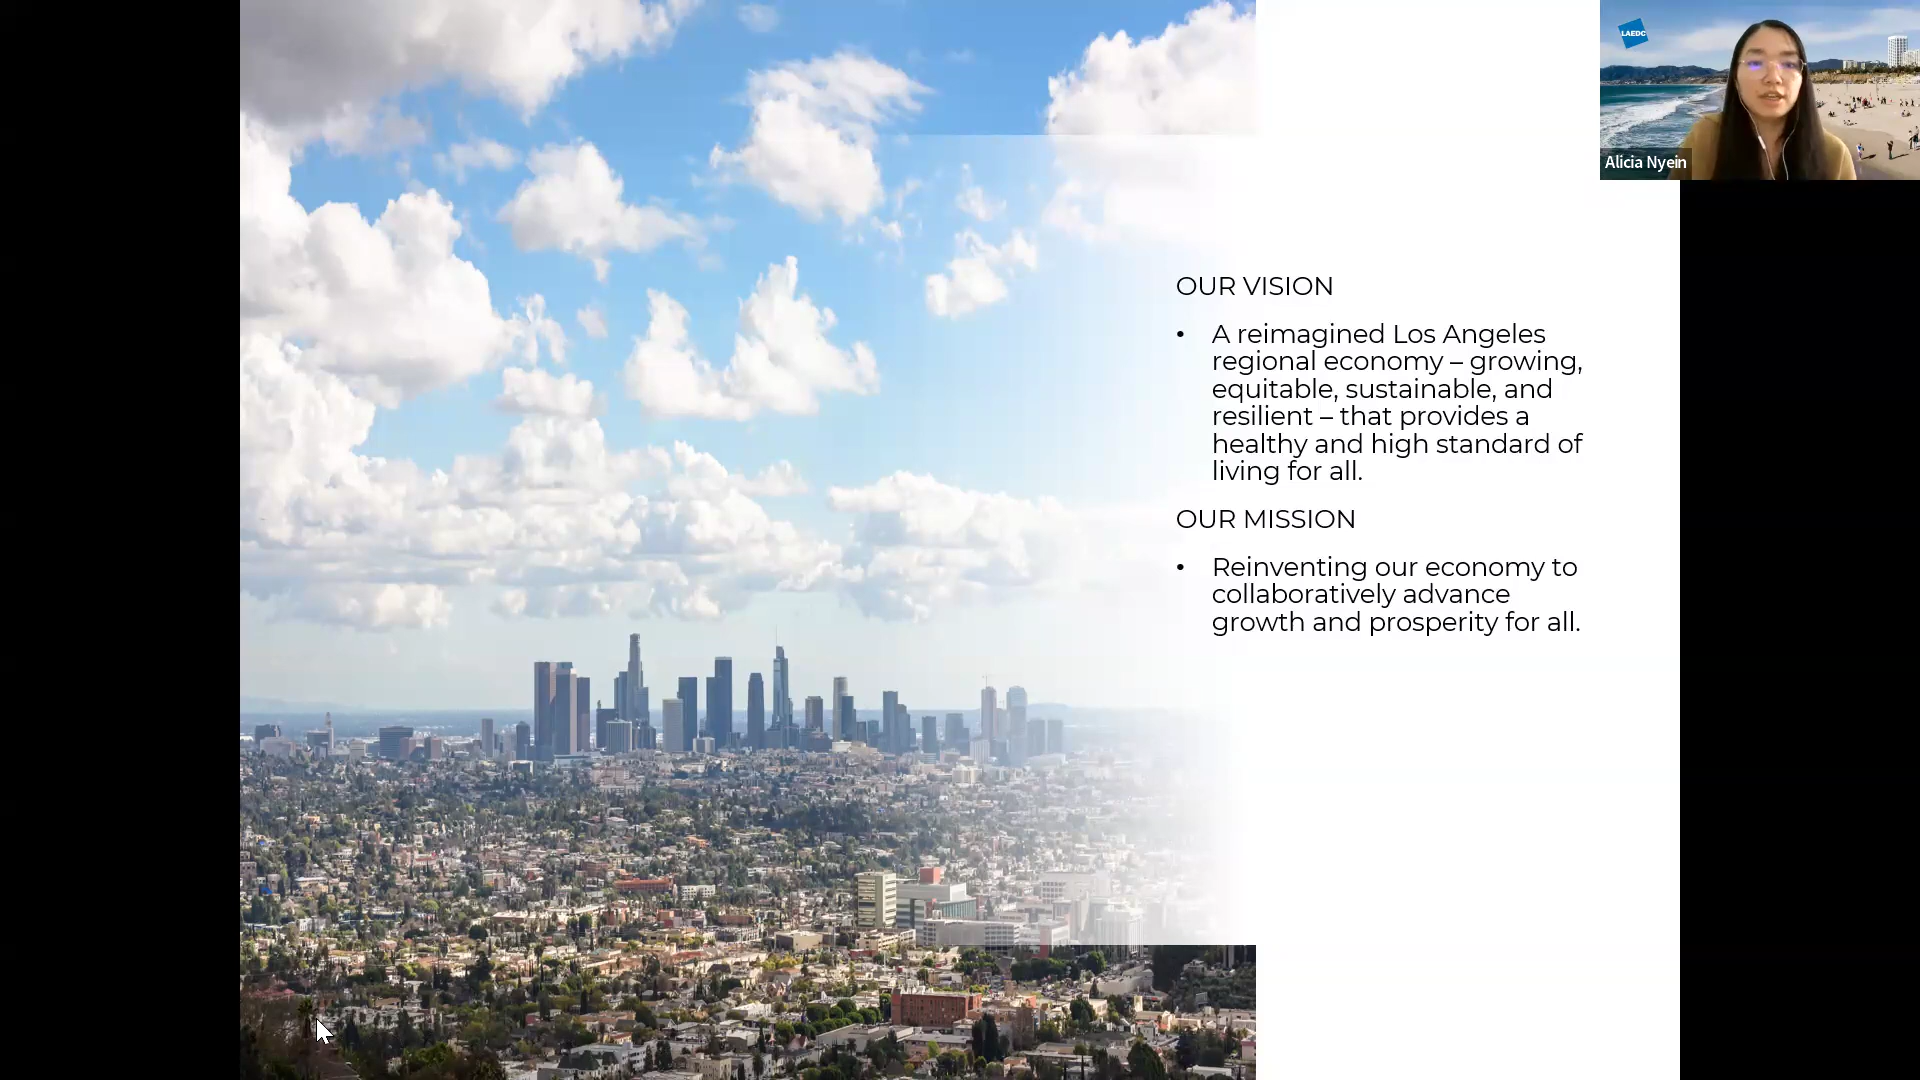 LAEDC
Alicia Nyein
OUR VISION
• A reimagined Los Angeles
regional economy – growing,
equitable, sustainable, and
resilient – that provides a
healthy and high standard of
living for all.
OUR MISSION
• Reinventing our economy to
collaboratively advance
growth and prosperity for all.